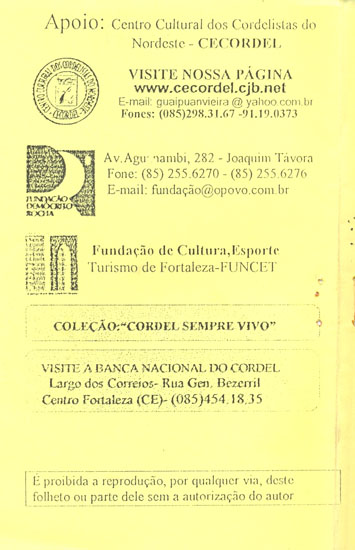 Apoio: Centro Cultural dos Cordelistas do
Nordeste - CECORDEL
VISITE NOSSA PÁGINA
www.cecordel.cjb.net
E-mail: guaipuanvieira @ yahoo.com.br
Fones: (085)298.31.67 -91.19.0373
Av. - 282 - Joaquim Távora
Fone: (85) 255.6270 - (85) 255.6276
E-mail: fundação@opovo.com.br
FUNDAÇÃO
DEMÓCRITO
ROCHA
Fundação de Cultura,Esporte
Turismo de Fortaleza-FUNCET
COLEÇÃO:"CORDEL SEMPRE VIVO"
VISITE A BANCA NACIONAL DO CORDEL
Largo dos Correios- Rua Gen. Bezerril
Centro Fortaleza (CE)- (085)454.18.35
É proibida a reprodução, por qualquer via, deste
folheto ou parte dele sem a autorização do autor